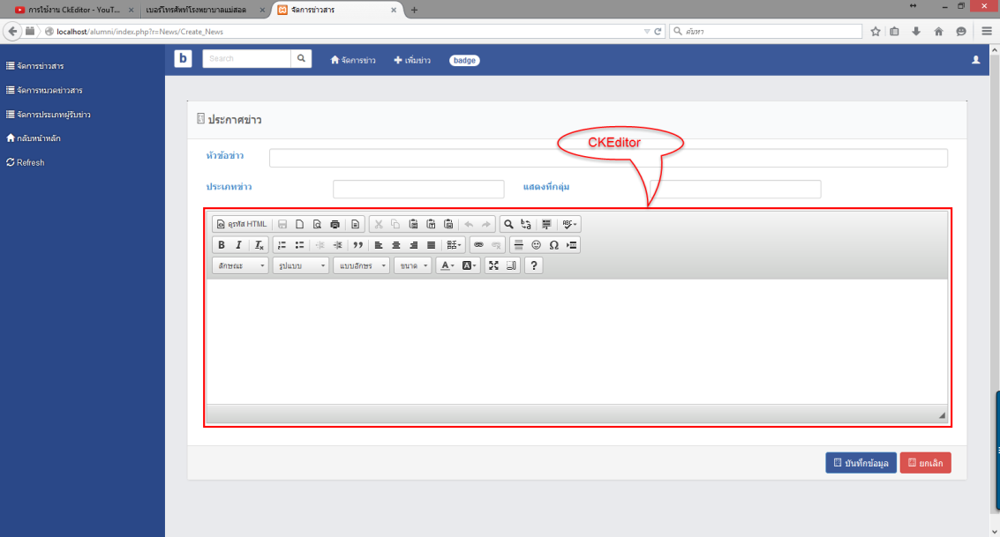 การใช้งาน CkEditor - YouT...
เบอร์โทรศัพท์โรงพยาบาลแม่สอด
จัดการข่าวสาร
localhost/alumni/index.php?r=News/Create_News
ค้นหา
b
Search
จัดการข่าว
เพิ่มข่าว
badge
จัดการข่าวสาร
จัดการหมวดข่าวสาร
จัดการประเภทผู้รับข่าว
กลับหน้าหลัก
Refresh
ประกาศข่าว
CKEditor
หัวข้อข่าว
ประเภทข่าว
แสดงที่กลุ่ม
ดูรหัส HTML
ABC
B I Ix
ลักษณะ
รูปแบบ
แบบอักษร
ขนาด
A
A
?
บันทึกข้อมูล
ยกเลิก